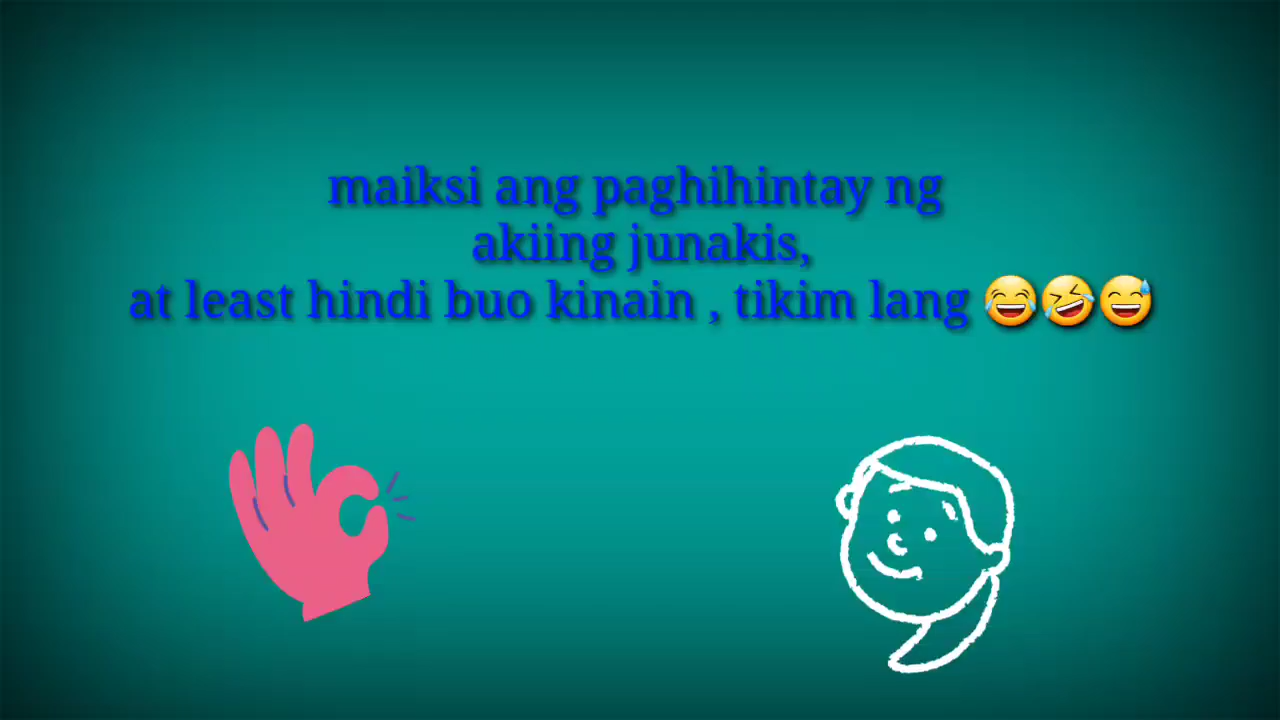 maiksi ang paghihintay ng
akiing junakis,
at least hindi buo kinain , tikim lang 😂🤣😅